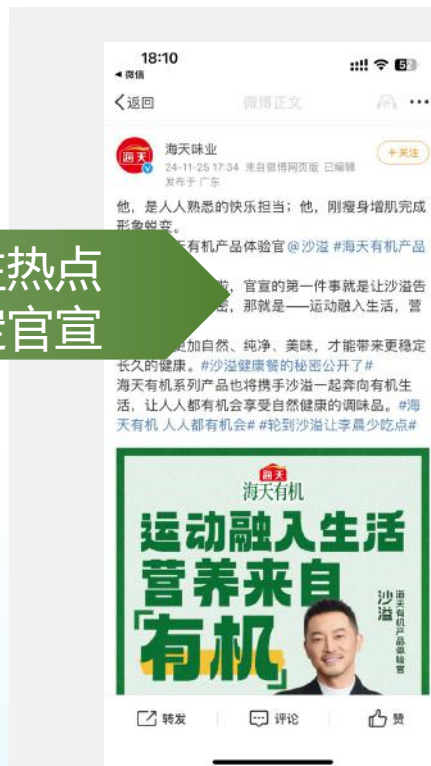 18:10
微信
52
返回
微博正文
海天
海天味业
24-11-25 17:34 来自微博网页版 已编辑
发布于 广东
+关注
他，是人人熟悉的快乐担当；他，刚瘦身增肌完成
形象蜕变。
天有机产品体验官@沙溢 #海天有机产品
，官宣的第一件事就是让沙溢告
密，那就是——运动融入生活，营
更加自然、纯净、美味，才能带来更稳定
长久的健康。#沙溢健康餐的秘密公开了#
海天有机系列产品也将携手沙溢一起奔向有机生
活，让人人都有机会享受自然健康的调味品。#海
天有机 人人都有机会# #轮到沙溢让李晨少吃点#
热点
官宣
海天
海天有机
运动融入生活
营养来自
「有机
沙溢
海天有机产品体验官
转发
评论
赞